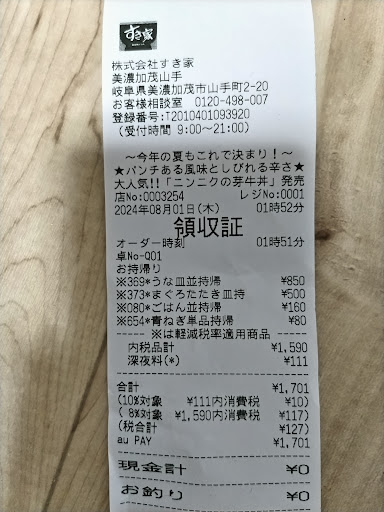 すき家
株式会社すき家
美濃加茂山手
岐阜県美濃加茂市山手町2-20
お客様相談室 0120-498-007
登録番号:T2010401093920
(受付時間 9:00~21:00)
~今年の夏もこれで決まり!~
★パンチある風味としびれる辛さ★
大人気!!「ニンニクの芽牛丼」発売
店No:0003254 レジNo:0001
2024年08月01日(木) 01時52分
領収証
オーダー時刻 01時51分
卓No-Q01
お持帰り
※369*うな皿並持帰 ¥850
※373*まぐろたたき皿持 ¥500
※080*ごはん並持帰 ¥160
※654*青ねぎ単品持帰 ¥80
----- ※は軽減税率適用商品 -----
内税品計 ¥1,590
深夜料(*) ¥111
合計 ¥1,701
(10%対象 ¥111内消費税 ¥10)
( 8%対象 ¥1,590内消費税 ¥117)
(税合計 ¥127)
au PAY ¥1,701
現金計 ¥0
お釣り ¥0